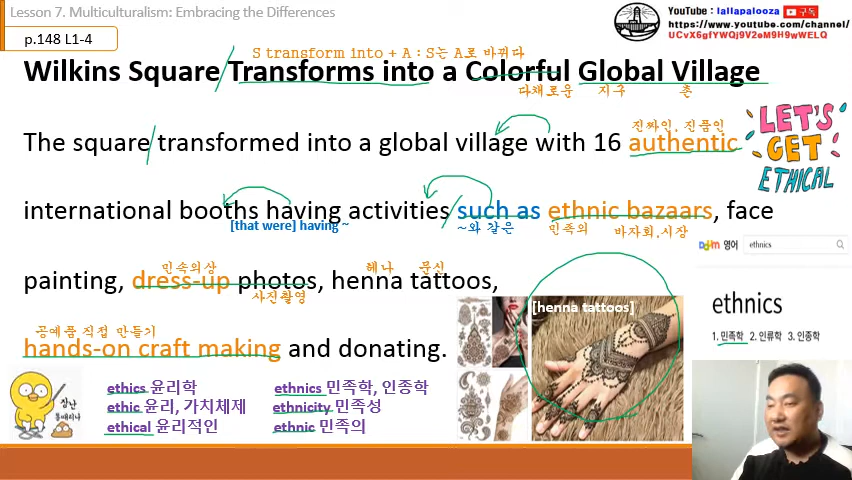 Lesson 7. Multiculturalism: Embracing the Differences
YouTube : lallapalooza 구독
https://www.youtube.com/channel/
UCvX6gfYWQj9V2eM9H9wWELQ
p.148 L1-4
S transform into + A : S는 A로 바뀌다
Wilkins Square Transforms into a Colorful Global Village
다채로운 지구 촌
진짜인, 진품인
The square transformed into a global village with 16 authentic
LET'S GET ETHICAL
international booths having activities such as ethnic bazaars, face
[that were] having ~
~와 같은
민족의 바자회.시장
Daum 영어 ethnics
민속의상
헤나 문신
painting, dress-up photos, henna tattoos,
사진촬영
ethnics
[henna tattoos]
1. 민족학 2. 인류학 3. 인종학
공예품 직접 만들기
hands-on craft making and donating.
장난
똥때리나
ethics 윤리학
ethnics 민족학, 인종학
ethic 윤리, 가치체제
ethnicity 민족성
ethical 윤리적인
ethnic 민족의